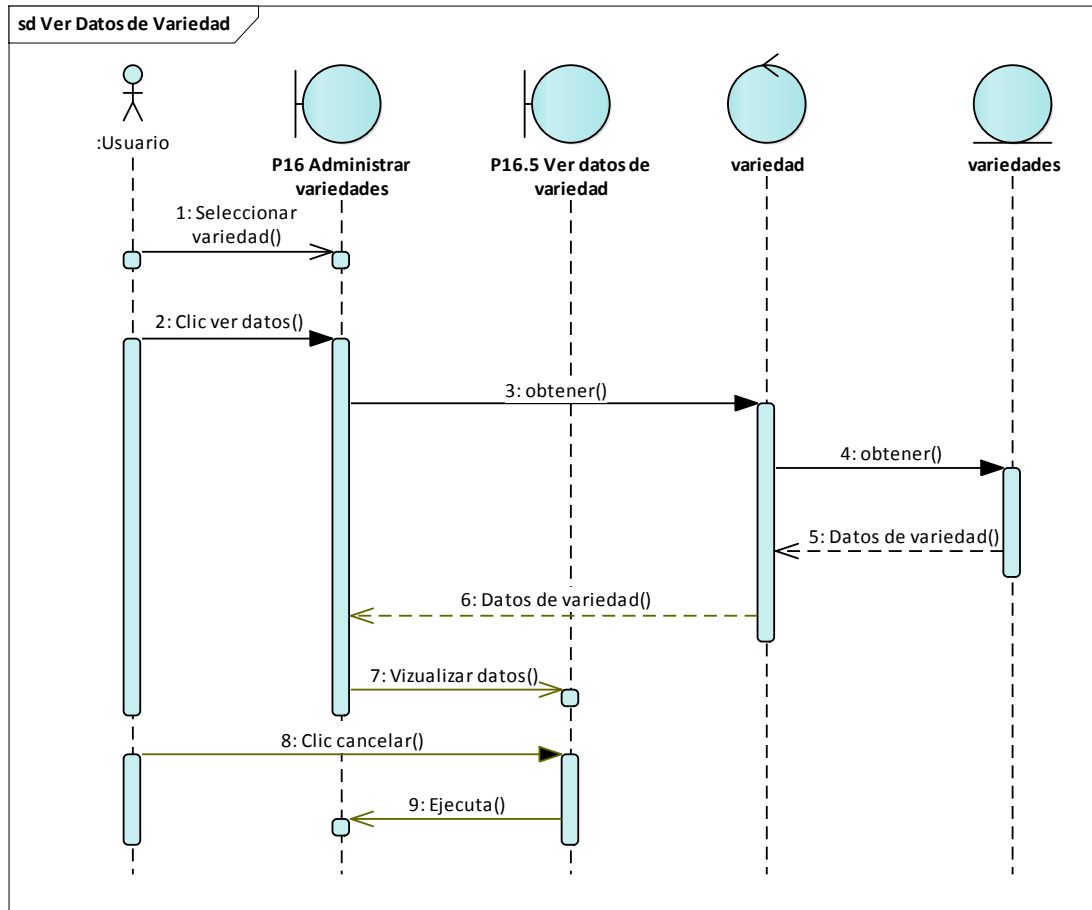 sd Ver Datos de Variedad
:Usuario
P16 Administrar
variedades
P16.5 Ver datos de
variedad
variedad
variedades
1: Seleccionar
variedad()
2: Clic ver datos()
3: obtener()
4: obtener()
5: Datos de variedad()
6: Datos de variedad()
7: Vizualizar datos()
8: Clic cancelar()
9: Ejecuta()